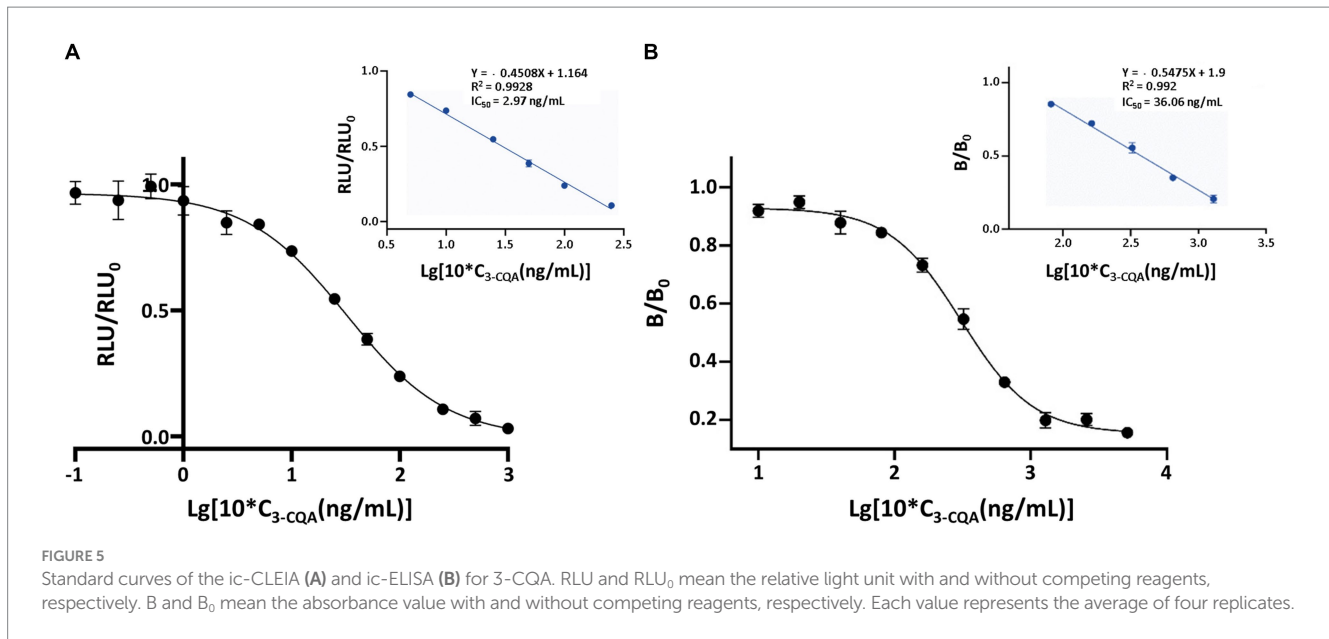 A
Y = - 0.4508X + 1.164
R² = 0.9928
IC₅₀ = 2.97 ng/mL
1.0
0.5
0.0
RLU/RLU₀
0.5 1.0 1.5 2.0 2.5
Lg[10*C₃₋CQA(ng/mL)]
1.0
0.5
0.0
RLU/RLU₀
-1 0 1 2 3
Lg[10*C₃₋CQA(ng/mL)]
B
Y = - 0.5475X + 1.9
R² = 0.992
IC₅₀ = 36.06 ng/mL
1.0
0.5
0.0
B/B₀
2.0 2.5 3.0 3.5
Lg[10*C₃₋CQA(ng/mL)]
1.0
0.8
0.6
0.4
0.2
B/B₀
1 2 3 4
Lg[10*C₃₋CQA(ng/mL)]
FIGURE 5
Standard curves of the ic-CLEIA (A) and ic-ELISA (B) for 3-CQA. RLU and RLU₀ mean the relative light unit with and without competing reagents,
respectively. B and B₀ mean the absorbance value with and without competing reagents, respectively. Each value represents the average of four replicates.